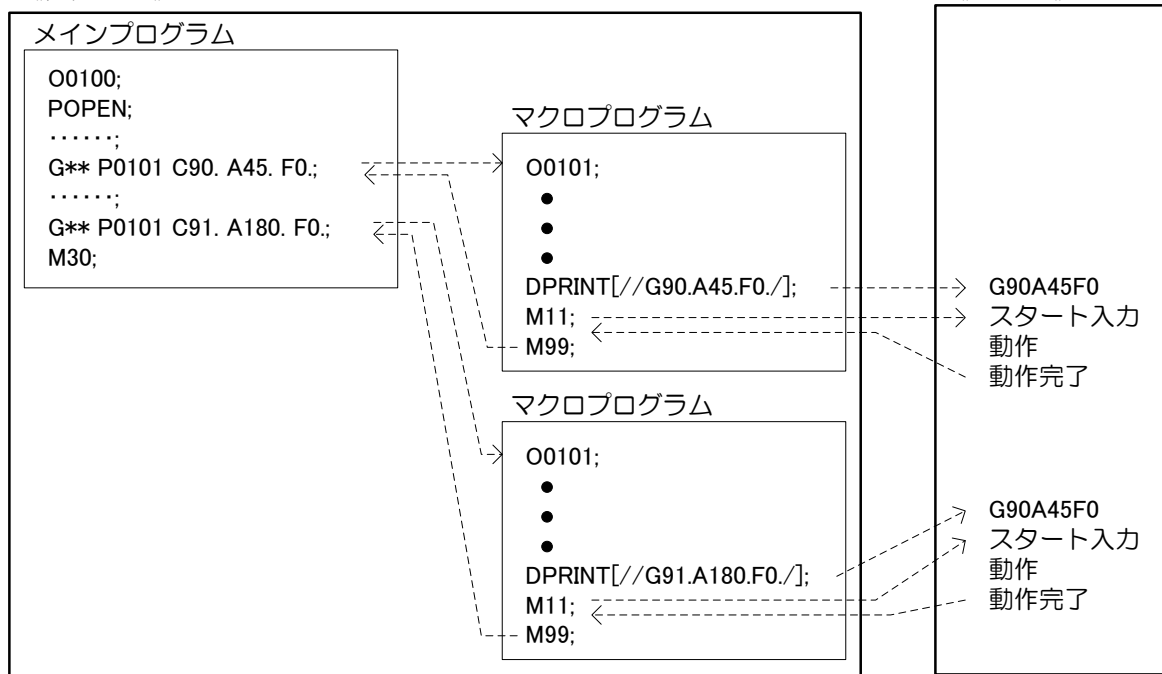 メインプログラム
O0100;
POPEN;
・・・・・・;
G** P0101 C90. A45. F0.;
・・・・・・;
G** P0101 C91. A180. F0.;
M30;
マクロプログラム
O0101;
●
●
●
DPRINT[//G90.A45.F0./];
M11;
M99;
マクロプログラム
O0101;
●
●
●
DPRINT[//G91.A180.F0./];
M11;
M99;
G90A45F0
スタート入力
動作
動作完了
G90A45F0
スタート入力
動作
動作完了